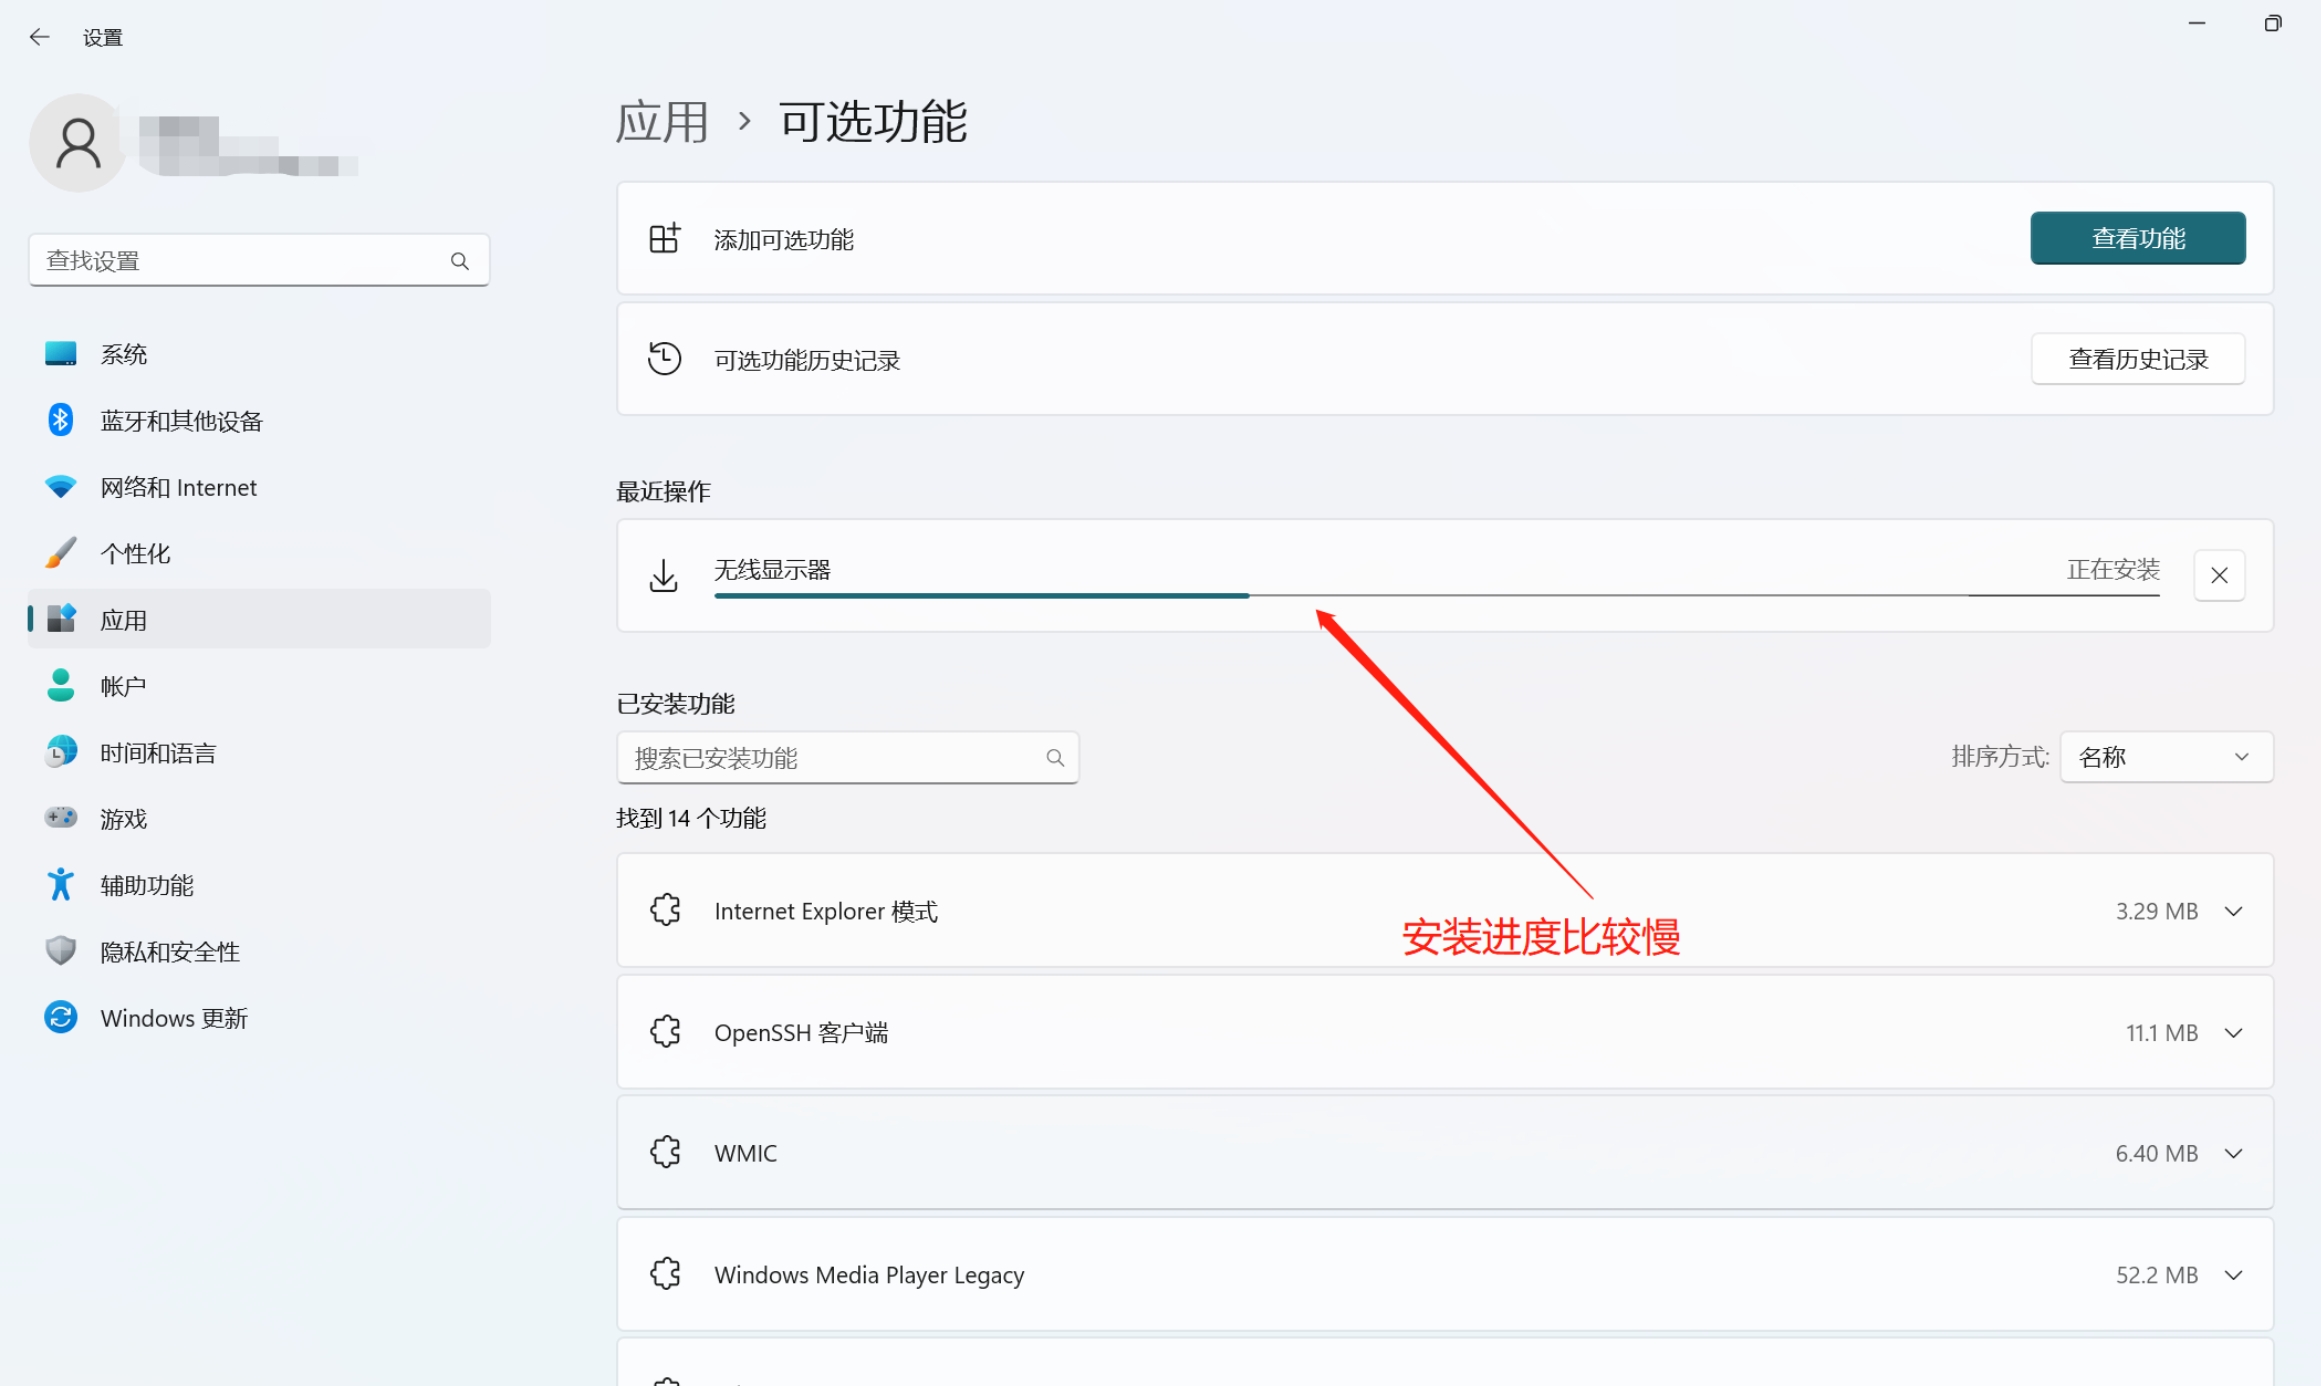 设置
查找设置
系统
蓝牙和其他设备
网络和 Internet
个性化
应用
帐户
时间和语言
游戏
辅助功能
隐私和安全性
Windows 更新
应用 › 可选功能
添加可选功能
查看功能
可选功能历史记录
查看历史记录
最近操作
无线显示器
正在安装
已安装功能
搜索已安装功能
排序方式: 名称
找到 14 个功能
Internet Explorer 模式
3.29 MB
安装进度比较慢
OpenSSH 客户端
11.1 MB
WMIC
6.40 MB
Windows Media Player Legacy
52.2 MB